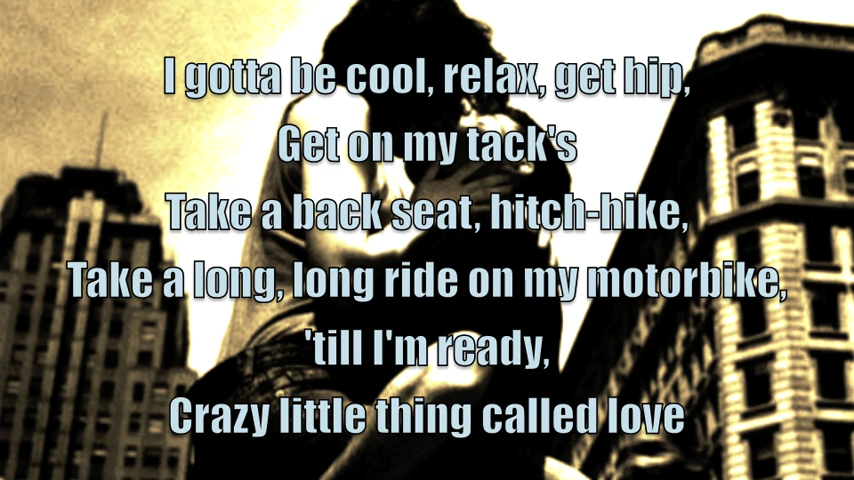 I gotta be cool, relax, get hip,
Get on my tack's
Take a back seat, hitch-hike,
Take a long, long ride on my motorbike,
'till I'm ready,
Crazy little thing called love